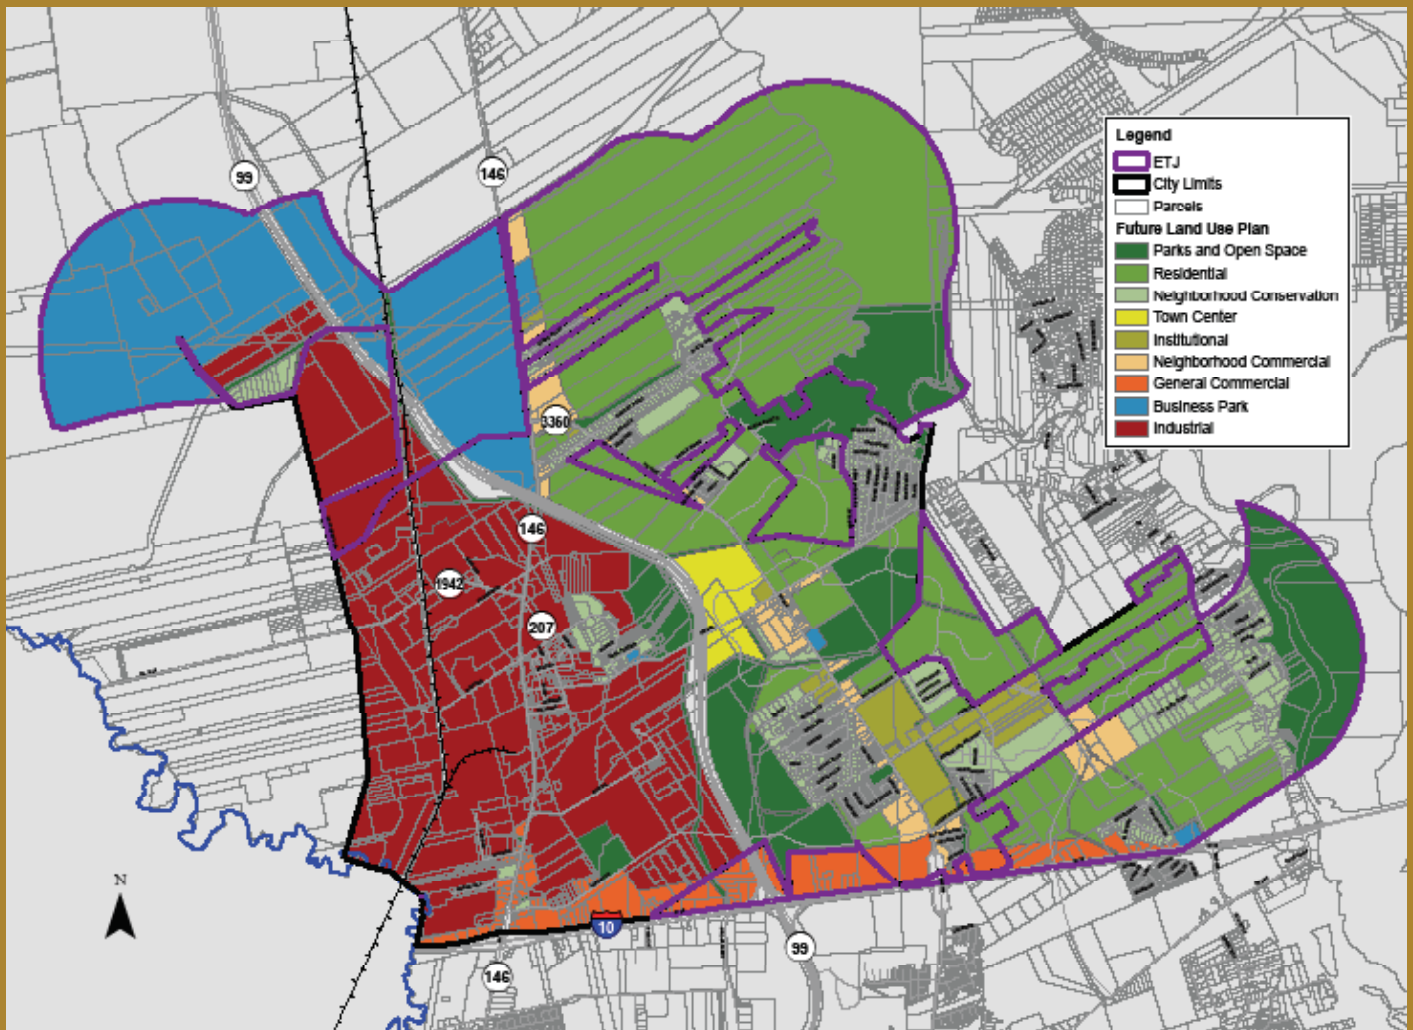 99
146
Legend
ETJ
City Limits
Parcels
Future Land Use Plan
Parks and Open Space
Residential
Neighborhood Conservation
Town Center
Institutional
Neighborhood Commercial
General Commercial
Business Park
Industrial
3360
146
1942
207
N
10
99
146